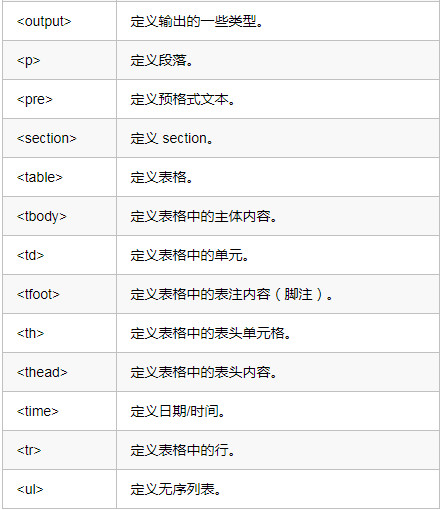 <output> 定义输出的一些类型。
<p> 定义段落。
<pre> 定义预格式文本。
<section> 定义 section。
<table> 定义表格。
<tbody> 定义表格中的主体内容。
<td> 定义表格中的单元。
<tfoot> 定义表格中的表注内容（脚注）。
<th> 定义表格中的表头单元格。
<thead> 定义表格中的表头内容。
<time> 定义日期/时间。
<tr> 定义表格中的行。
<ul> 定义无序列表。